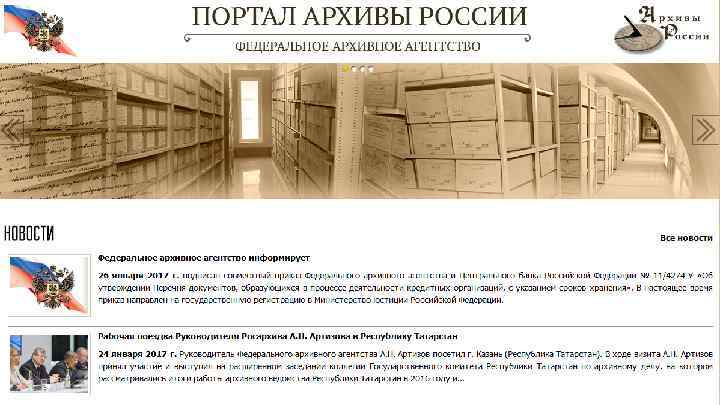 ПОРТАЛ АРХИВЫ РОССИИ
ФЕДЕРАЛЬНОЕ АРХИВНОЕ АГЕНТСТВО
Архивы
России
НОВОСТИ
Все новости
Федеральное архивное агентство информирует
26 января 2017 г. подписан совместный приказ Федерального архивного агентства и Центрального банка Российской Федерации № 11/4274-У «Об
утверждении Перечня документов, образующихся в процессе деятельности кредитных организаций, с указанием сроков хранения». В настоящее время
приказ направлен на государственную регистрацию в Министерство юстиции Российской Федерации.
Рабочая поездка Руководителя Росархива А.Н. Артизова в Республику Татарстан
24 января 2017 г. Руководитель Федерального архивного агентства А.Н. Артизов посетил г. Казань (Республика Татарстан). В ходе визита А.Н. Артизов
принял участие и выступил на расширенном заседании коллегии Государственного комитета Республики Татарстан по архивному делу, на котором
рассматривались итоги работы архивного ведомства Республики Татарстан в 2016 году и...